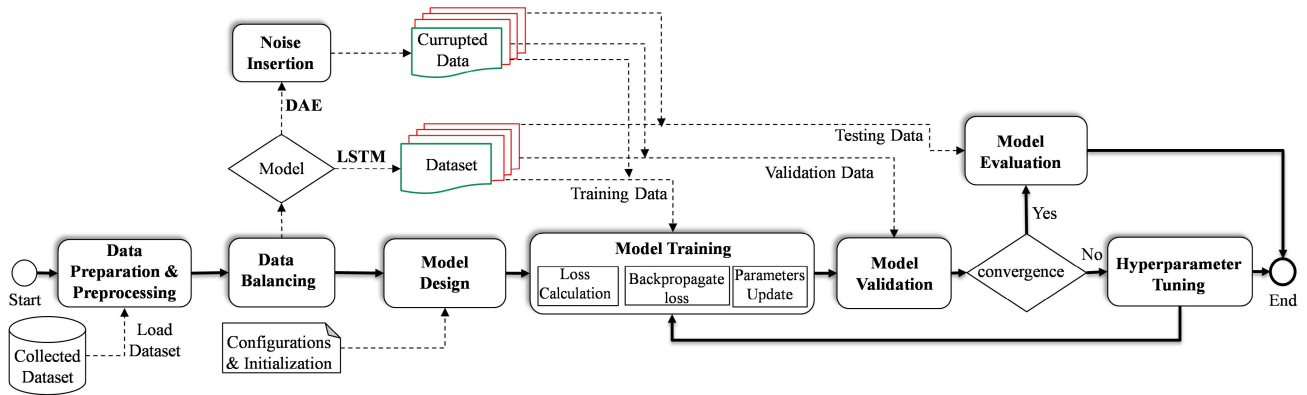 Noise
Insertion
Currupted
Data
DAE
Model
LSTM
Dataset
Testing Data
Model
Evaluation
Training Data
Validation Data
Yes
Start
Data
Preparation &
Preprocessing
Data
Balancing
Model
Design
Model Training
Loss
Calculation
Backpropagate
loss
Parameters
Update
Model
Validation
convergence
No
Hyperparameter
Tuning
End
Collected
Dataset
Load
Dataset
Configurations
& Initialization